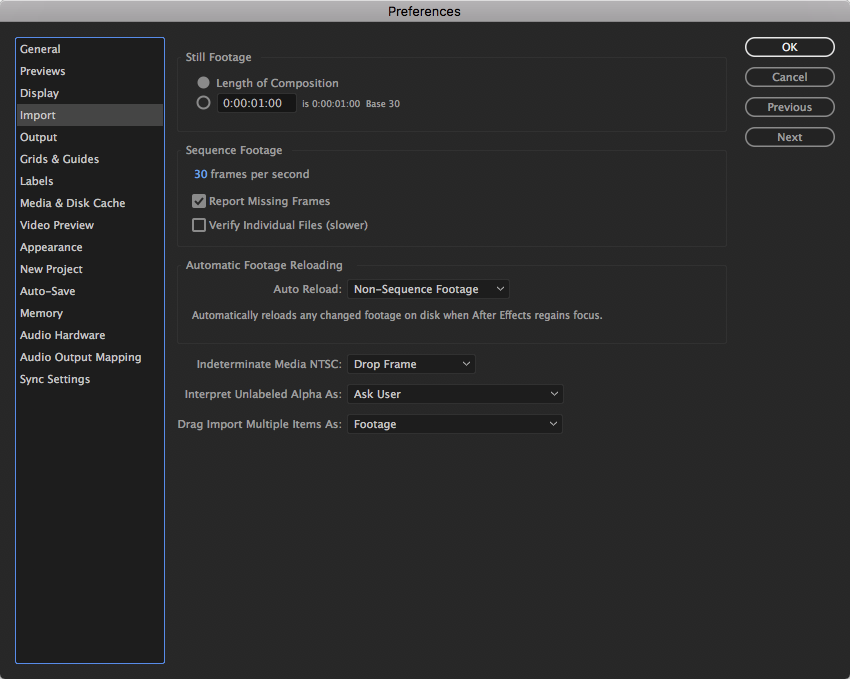 Preferences
General
Previews
Display
Import
Output
Grids & Guides
Labels
Media & Disk Cache
Video Preview
Appearance
New Project
Auto-Save
Memory
Audio Hardware
Audio Output Mapping
Sync Settings
Still Footage
Length of Composition
0:00:01:00 is 0:00:01:00 Base 30
Sequence Footage
30 frames per second
Report Missing Frames
Verify Individual Files (slower)
Automatic Footage Reloading
Auto Reload: Non-Sequence Footage
Automatically reloads any changed footage on disk when After Effects regains focus.
Indeterminate Media NTSC: Drop Frame
Interpret Unlabeled Alpha As: Ask User
Drag Import Multiple Items As: Footage
OK
Cancel
Previous
Next